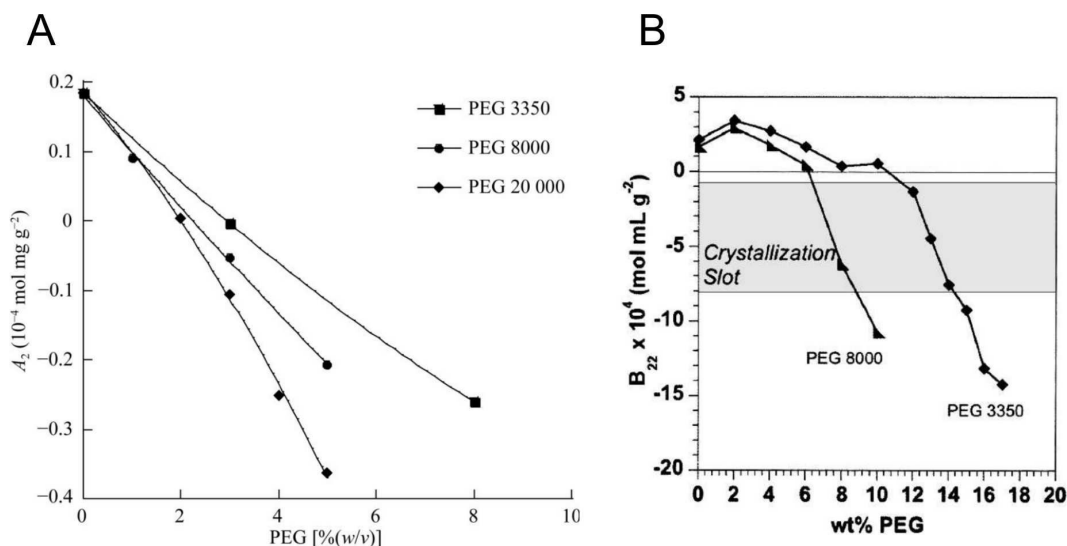 A
0.2
0.1
0
−0.1
−0.2
−0.3
−0.4
A₂ (10⁻⁴ mol mg g⁻²)
0 2 4 6 8 10
PEG [%(w/v)]
PEG 3350
PEG 8000
PEG 20 000
B
5
0
-5
-10
-15
-20
B₂₂ x 10⁴ (mol mL g⁻²)
Crystallization
Slot
PEG 8000
PEG 3350
0 2 4 6 8 10 12 14 16 18 20
wt% PEG